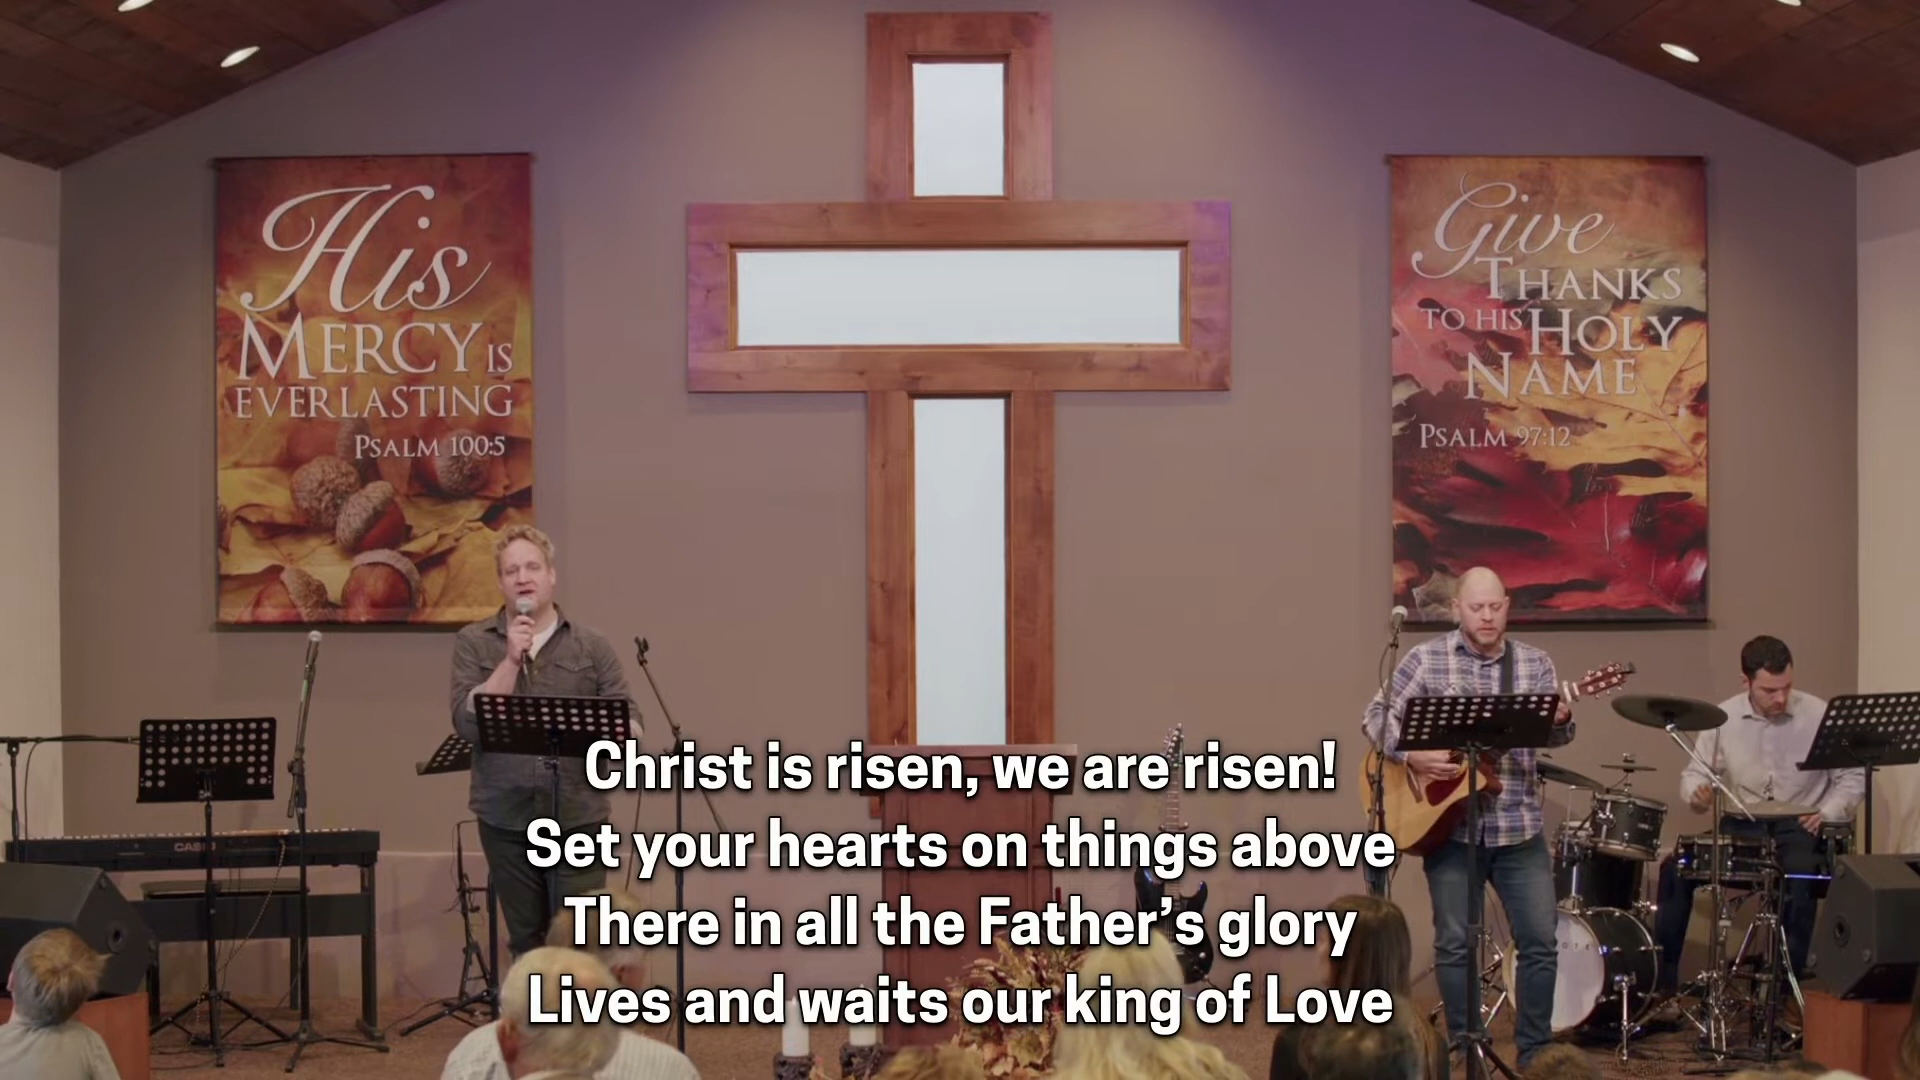 His
MERCY IS
EVERLASTING
PSALM 100:5
Give
THANKS
TO HIS HOLY
NAME
PSALM 97:12
CASIO
Christ is risen, we are risen!
Set your hearts on things above
There in all the Father's glory
Lives and waits our king of Love